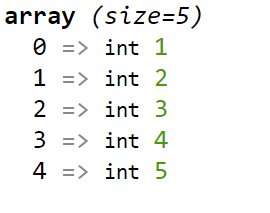 array (size=5)
0 => int 1
1 => int 2
2 => int 3
3 => int 4
4 => int 5